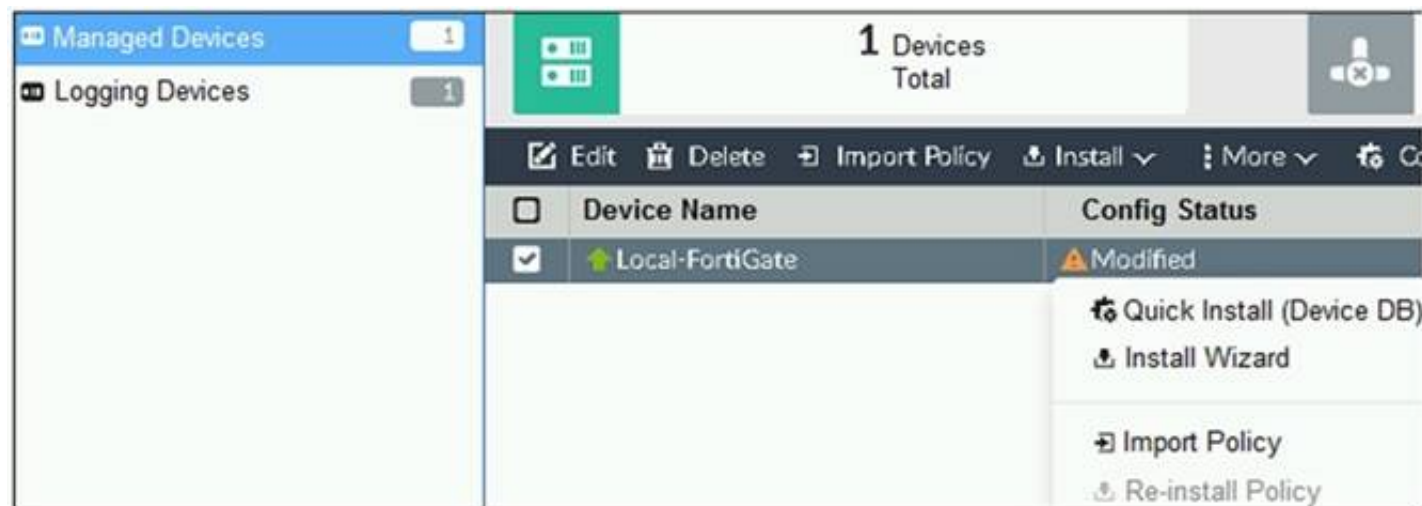 Managed Devices 1
Logging Devices 1
1 Devices
Total
Edit Delete Import Policy Install More
Device Name Config Status
Local-FortiGate Modified
Quick Install (Device DB)
Install Wizard
Import Policy
Re-install Policy